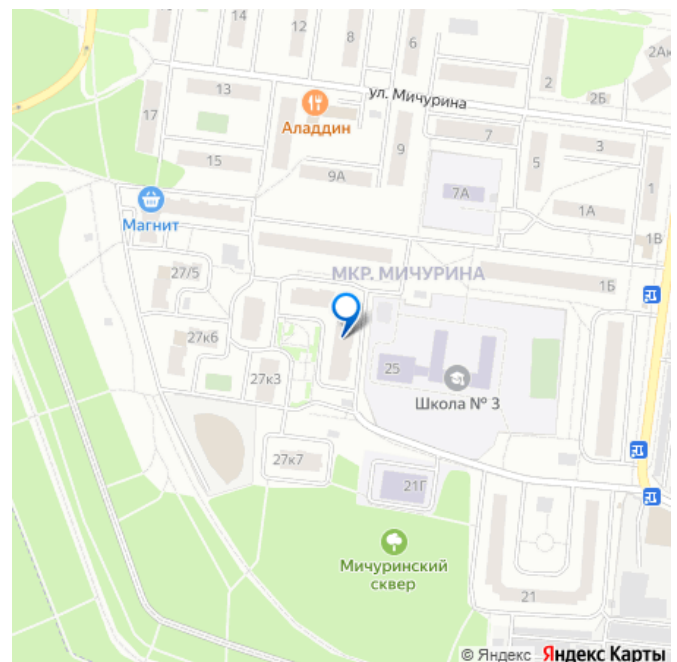 14
12
8
6
2Ак
13
ул. Мичурина
2
2Б
17
Аладдин
7
3
15
9
5
9А
7А
1
1А
Магнит
1В
27/5
МКР. МИЧУРИНА
1Б
27к6
25
27к3
Школа № 3
27к7
21Г
Мичуринский
сквер
21
© Яндекс Яндекс Карты